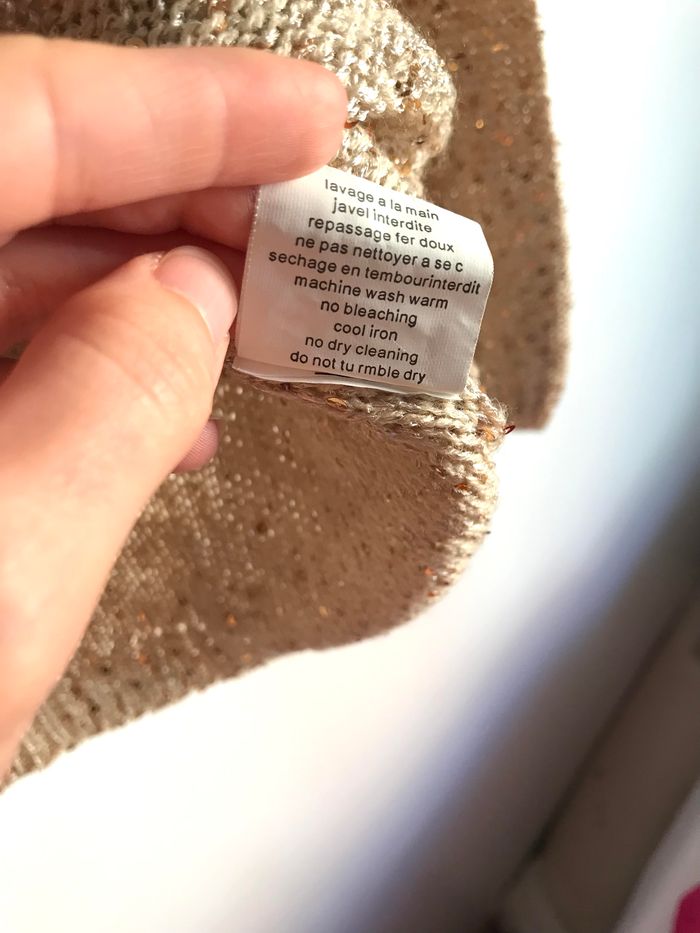 lavage a la main
javel interdite
repassage fer doux
ne pas nettoyer a se c
sechage en tembourinterdit
machine wash warm
no bleaching
cool iron
no dry cleaning
do not tu rmble dry